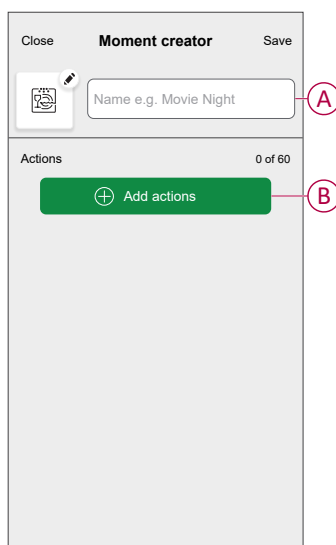 Close Moment creator Save
Name e.g. Movie Night A
Actions 0 of 60
Add actions B